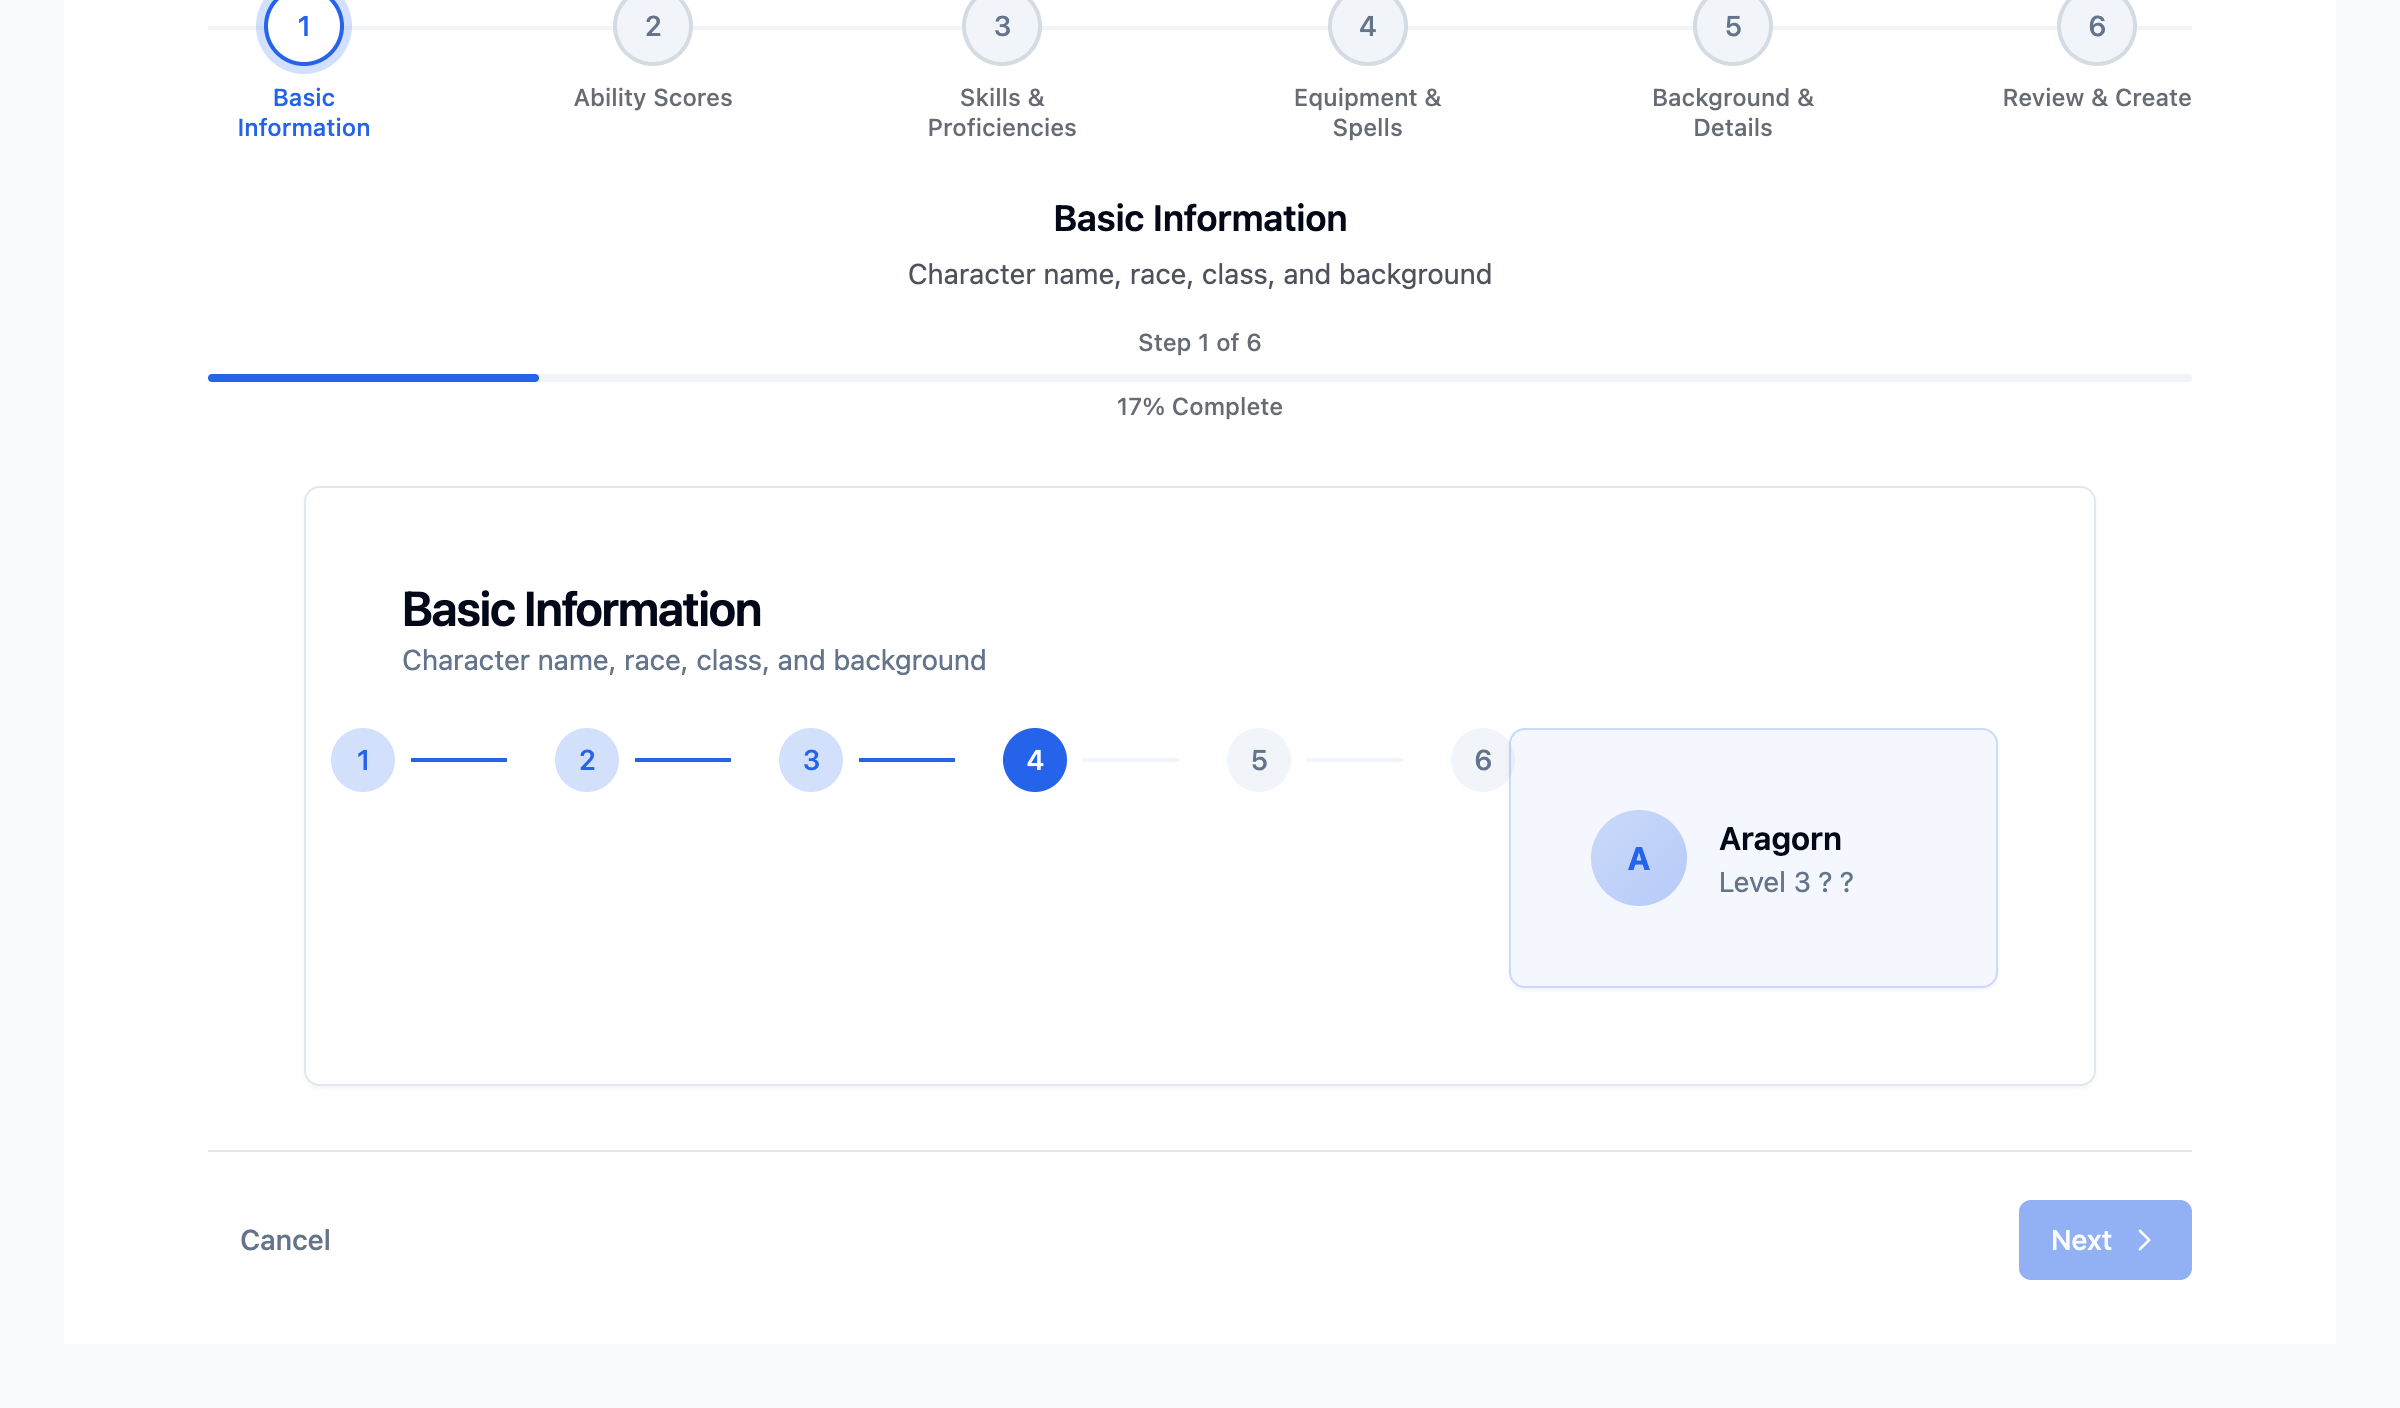 1 2 3 4 5 6
Basic Information Ability Scores Skills & Proficiencies Equipment & Spells Background & Details Review & Create
Basic Information
Character name, race, class, and background
Step 1 of 6
17% Complete
Basic Information
Character name, race, class, and background
1 2 3 4 5 6
A
Aragorn
Level 3 ? ?
Cancel
Next